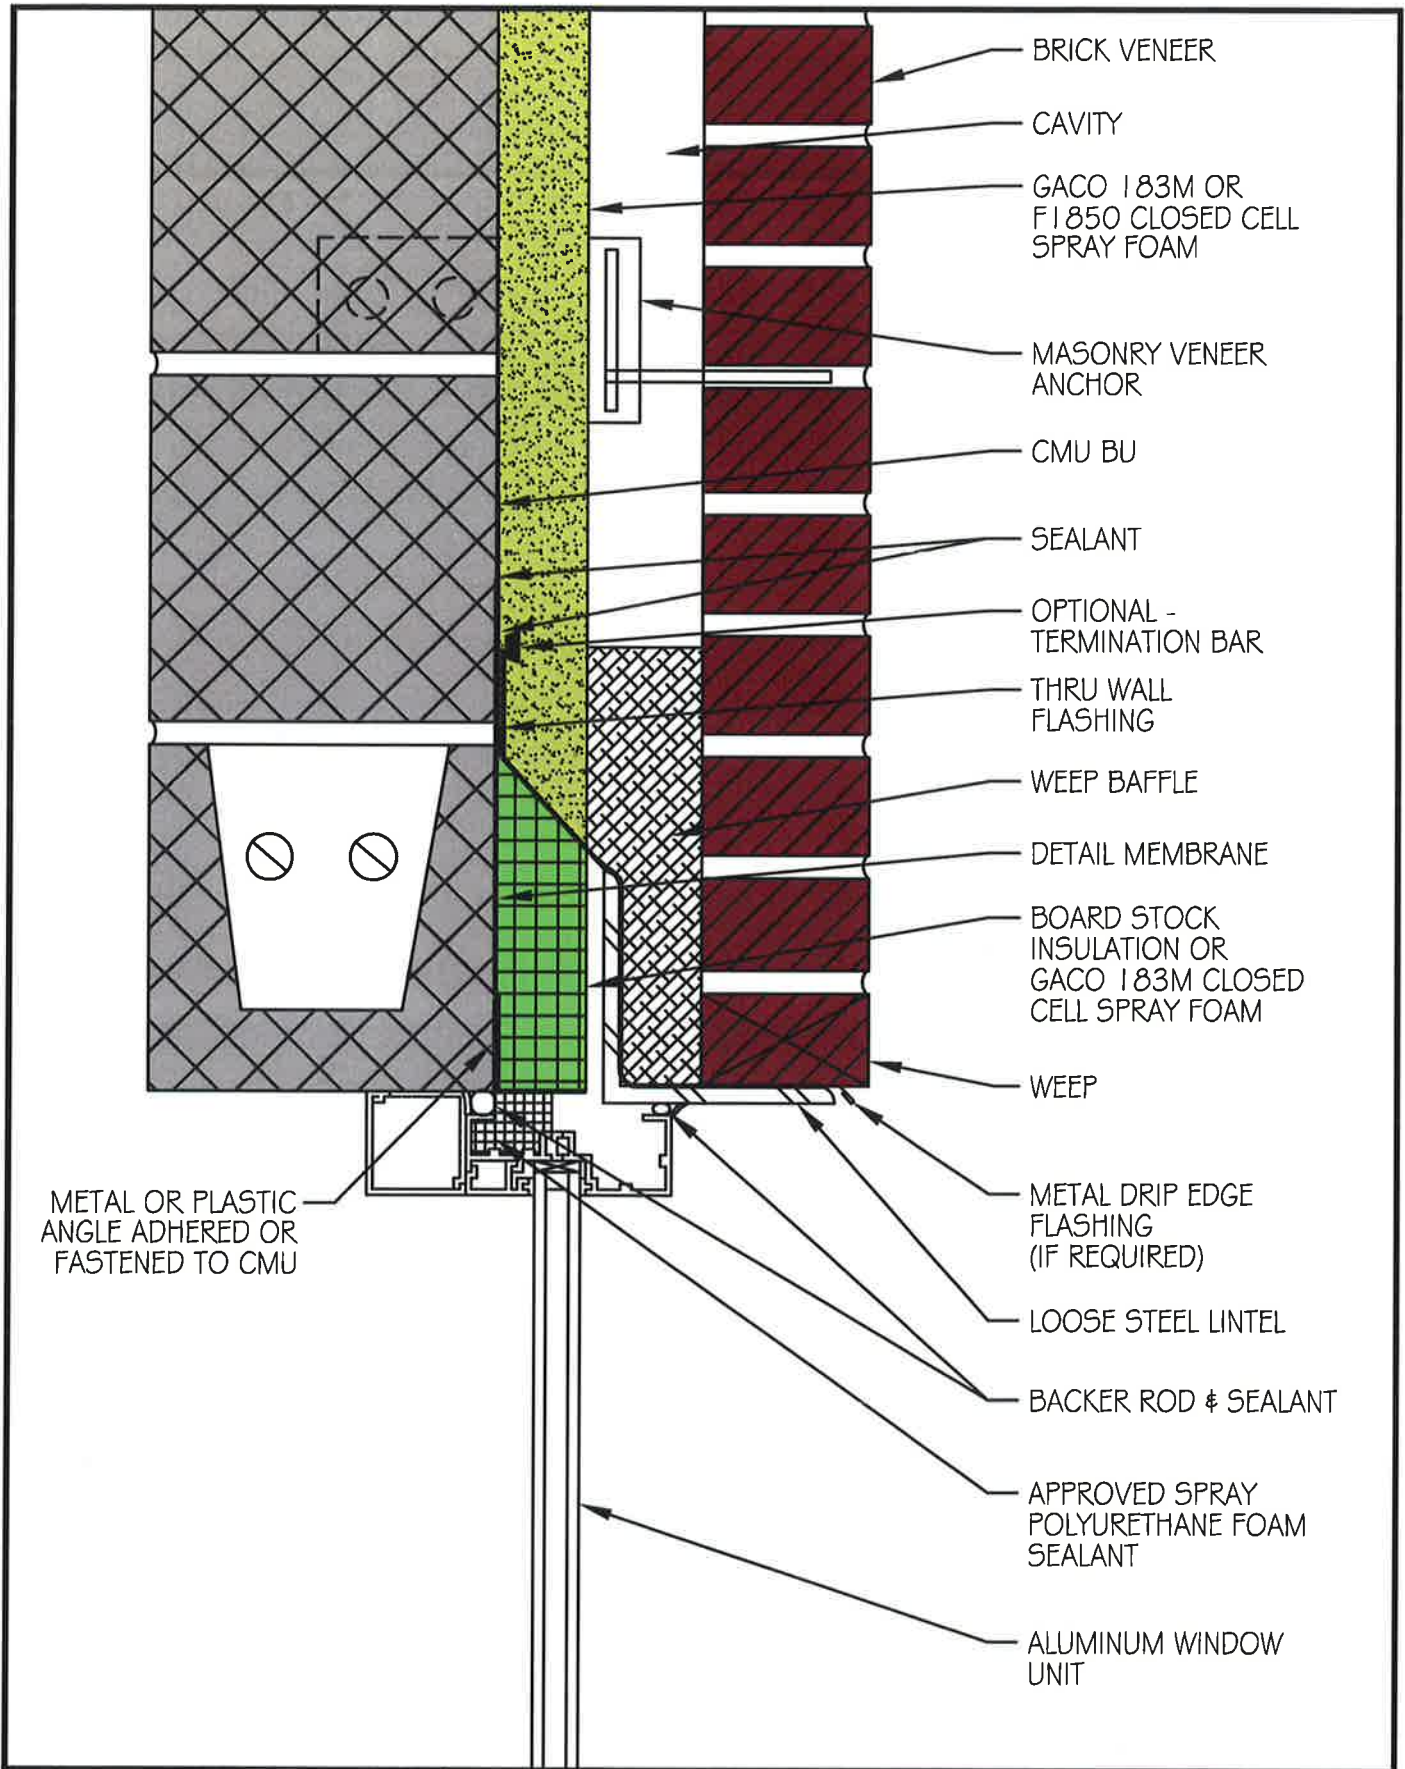 BRICK VENEER
CAVITY
GACO 183M OR
F1850 CLOSED CELL
SPRAY FOAM
MASONRY VENEER
ANCHOR
CMU BU
SEALANT
OPTIONAL -
TERMINATION BAR
THRU WALL
FLASHING
WEEP BAFFLE
DETAIL MEMBRANE
BOARD STOCK
INSULATION OR
GACO 183M CLOSED
CELL SPRAY FOAM
WEEP
METAL OR PLASTIC
ANGLE ADHERED OR
FASTENED TO CMU
METAL DRIP EDGE
FLASHING
(IF REQUIRED)
LOOSE STEEL LINTEL
BACKER ROD & SEALANT
APPROVED SPRAY
POLYURETHANE FOAM
SEALANT
ALUMINUM WINDOW
UNIT